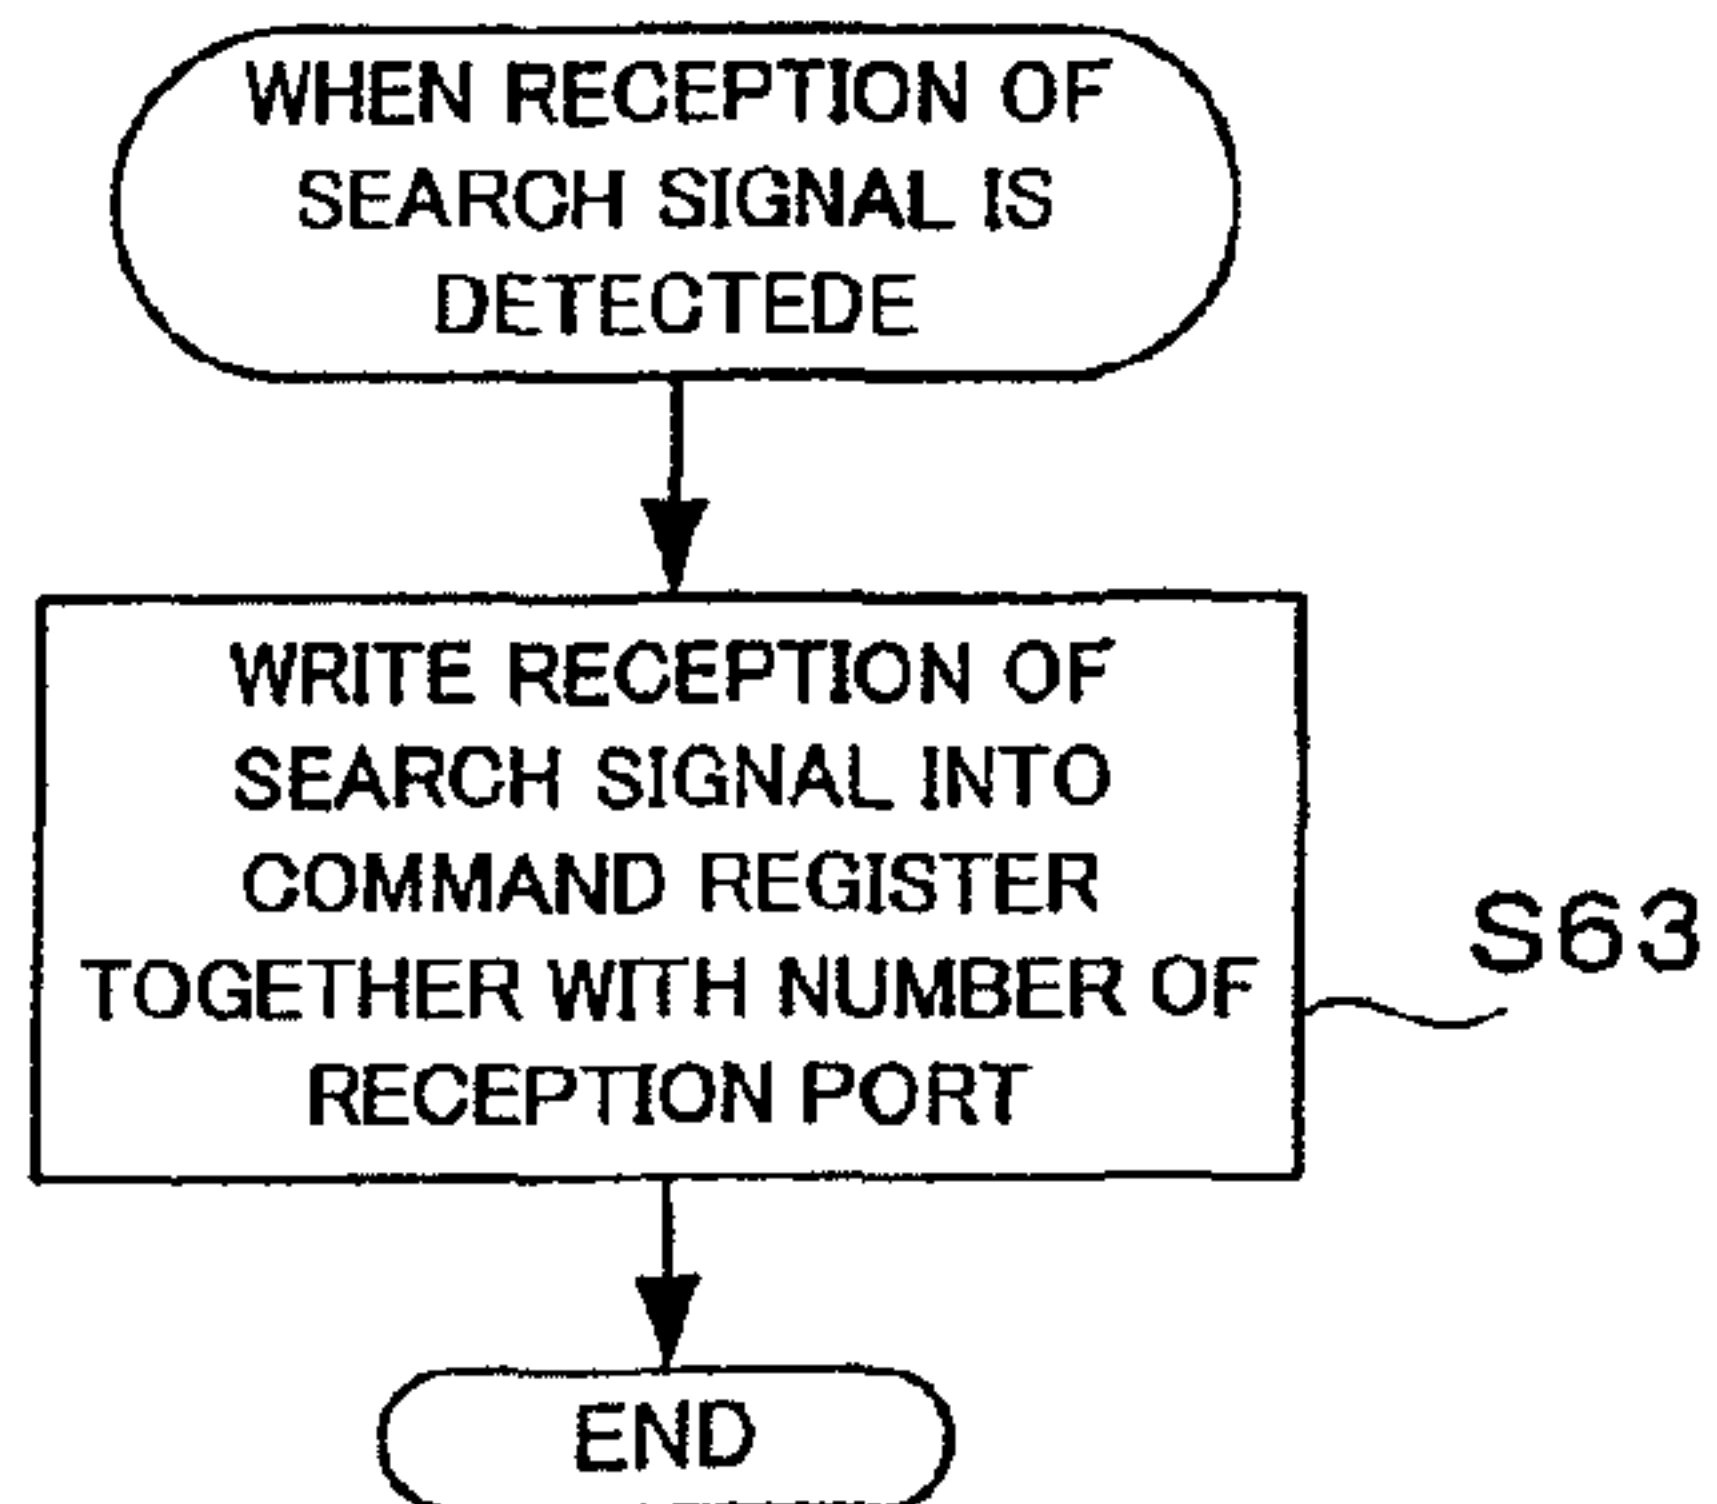 WHEN RECEPTION OF
SEARCH SIGNAL IS
DETECTEDE
WRITE RECEPTION OF
SEARCH SIGNAL INTO
COMMAND REGISTER
TOGETHER WITH NUMBER OF
RECEPTION PORT
S63
END